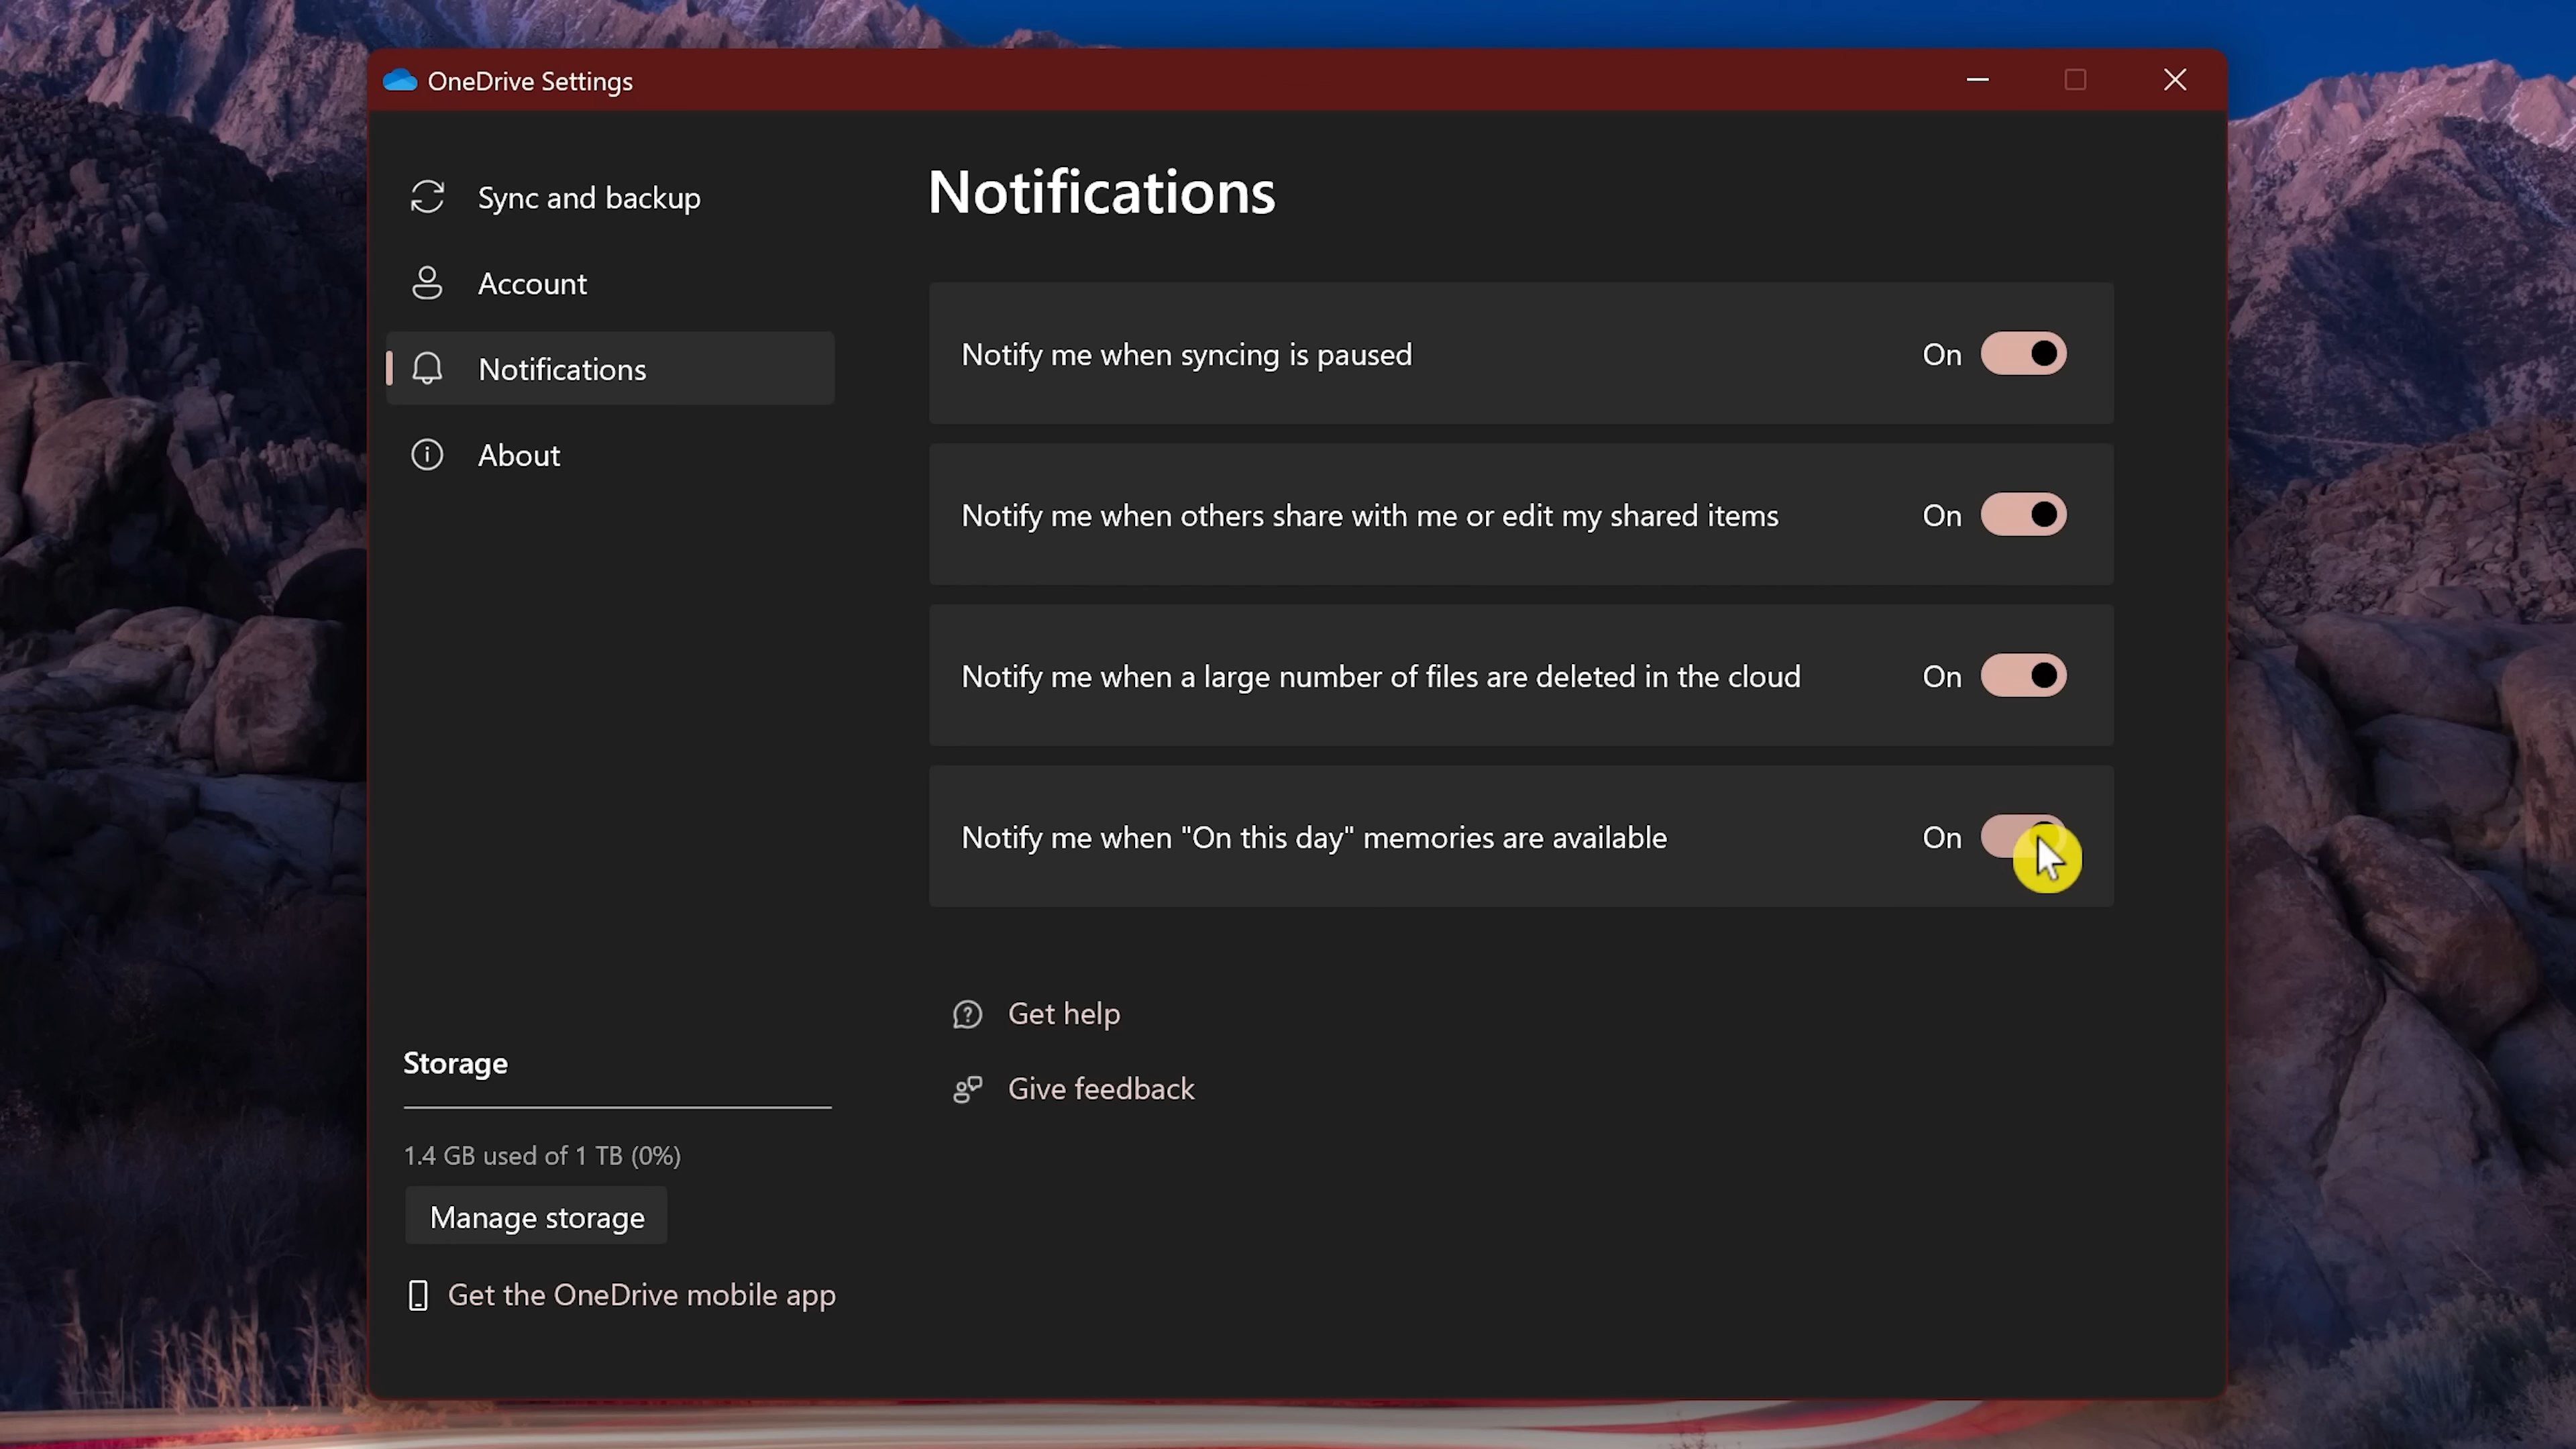 OneDrive Settings
Sync and backup
Account
Notifications
About
Notifications
Notify me when syncing is paused
On
Notify me when others share with me or edit my shared items
On
Notify me when a large number of files are deleted in the cloud
On
Notify me when "On this day" memories are available
On
Get help
Give feedback
Storage
1.4 GB used of 1 TB (0%)
Manage storage
Get the OneDrive mobile app